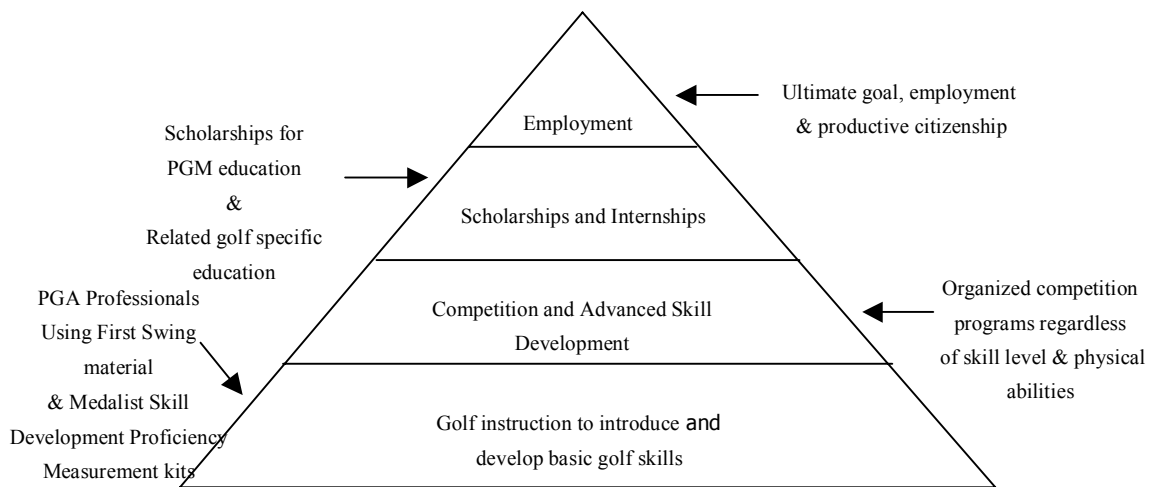 Ultimate goal, employment
& productive citizenship
Employment
Scholarships for
PGM education
&
Related golf specific
education
Scholarships and Internships
PGA Professionals
Using First Swing
material
& Medalist Skill
Development Proficiency
Measurement kits
Competition and Advanced Skill
Development
Organized competition
programs regardless
of skill level & physical
abilities
Golf instruction to introduce and
develop basic golf skills